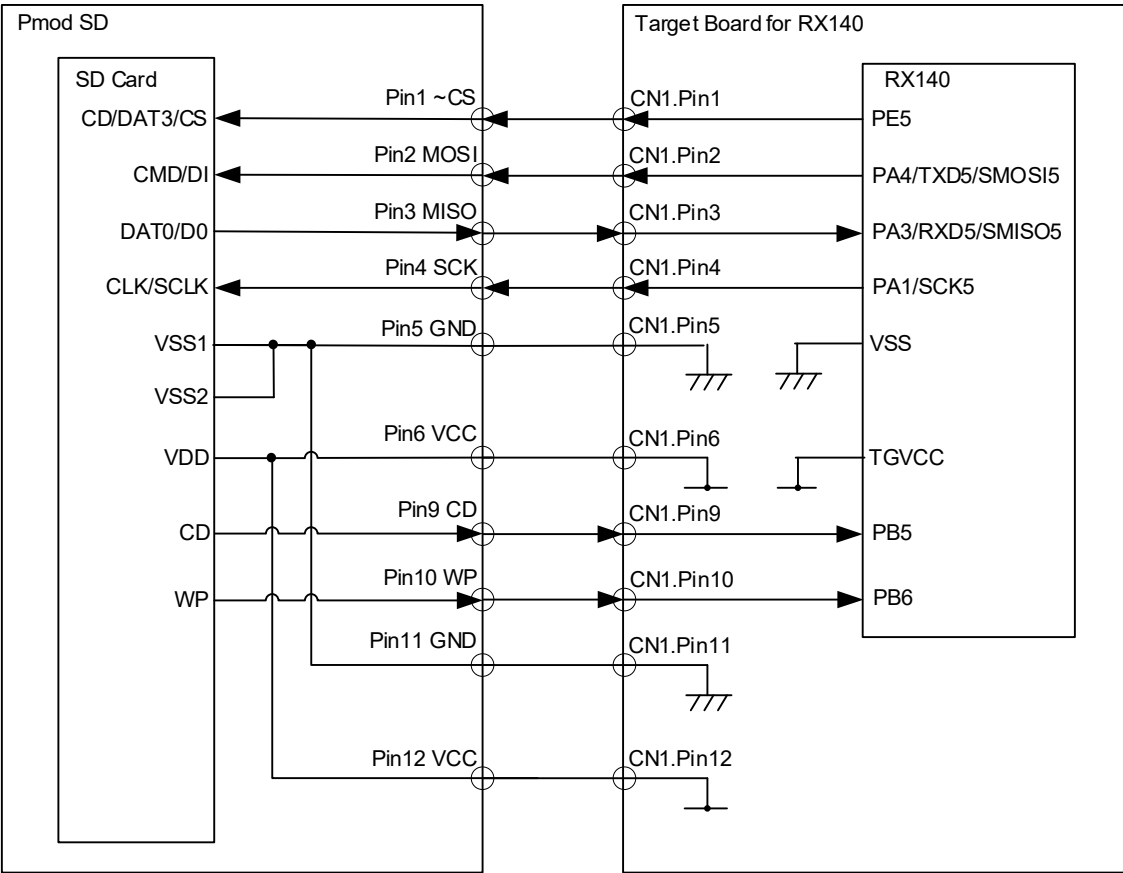 Pmod SD
Target Board for RX140
SD Card
RX140
CD/DAT3/CS
Pin1 ~CS
CN1.Pin1
PE5
CMD/DI
Pin2 MOSI
CN1.Pin2
PA4/TXD5/SMOSI5
DAT0/D0
Pin3 MISO
CN1.Pin3
PA3/RXD5/SMISO5
CLK/SCLK
Pin4 SCK
CN1.Pin4
PA1/SCK5
VSS1
Pin5 GND
CN1.Pin5
VSS
VSS2
VDD
Pin6 VCC
CN1.Pin6
TGVCC
CD
Pin9 CD
CN1.Pin9
PB5
WP
Pin10 WP
CN1.Pin10
PB6
Pin11 GND
CN1.Pin11
Pin12 VCC
CN1.Pin12